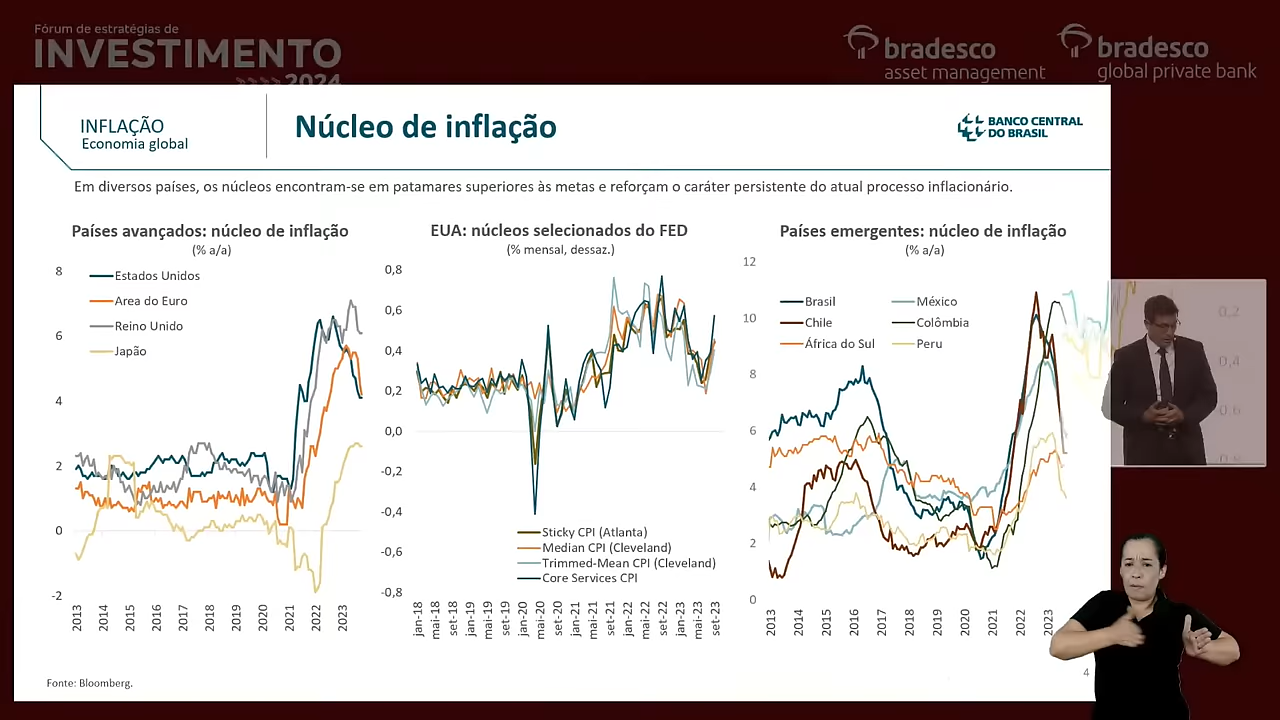 Fórum de estratégias de
INVESTIMENTO
>>>> 2024
bradesco
asset management
bradesco
global private bank
INFLAÇÃO
Economia global
Núcleo de inflação
BANCO CENTRAL
DO BRASIL
Em diversos países, os núcleos encontram-se em patamares superiores às metas e reforçam o caráter persistente do atual processo inflacionário.
Países avançados: núcleo de inflação
(% a/a)
8
6
4
2
0
-2
Estados Unidos
Area do Euro
Reino Unido
Japão
2013
2014
2015
2016
2017
2018
2019
2020
2021
2022
2023
EUA: núcleos selecionados do FED
(% mensal, dessaz.)
0,8
0,6
0,4
0,2
0,0
-0,2
-0,4
-0,6
-0,8
Sticky CPI (Atlanta)
Median CPI (Cleveland)
Trimmed-Mean CPI (Cleveland)
Core Services CPI
jan-18
mai-18
set-18
jan-19
mai-19
set-19
jan-20
mai-20
set-20
jan-21
mai-21
set-21
jan-22
mai-22
set-22
jan-23
mai-23
set-23
Países emergentes: núcleo de inflação
(% a/a)
12
10
8
6
4
2
0
Brasil
México
Chile
Colômbia
África do Sul
Peru
2013
2014
2015
2016
2017
2018
2019
2020
2021
2022
2023
0,2
0,4
0,6
Fonte: Bloomberg.
4